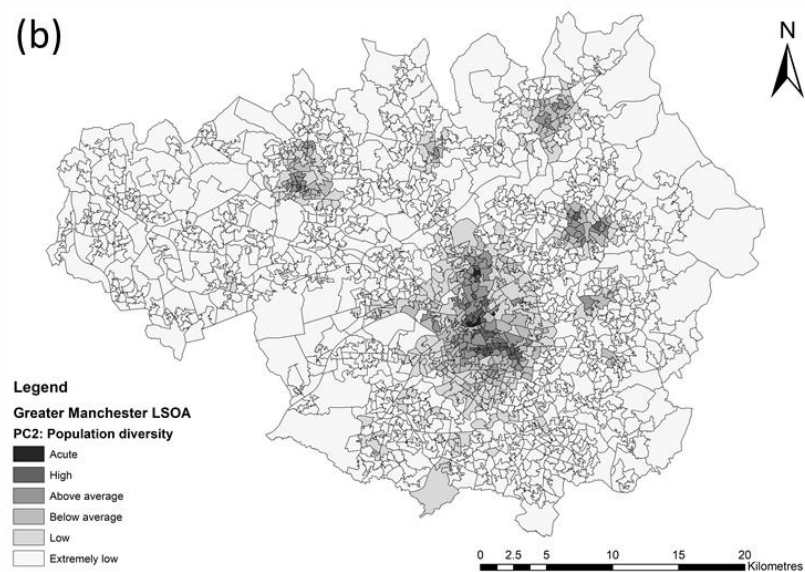 (b)
N
Legend
Greater Manchester LSOA
PC2: Population diversity
Acute
High
Above average
Below average
Low
Extremely low
0 2.5 5 10 15 20
Kilometres